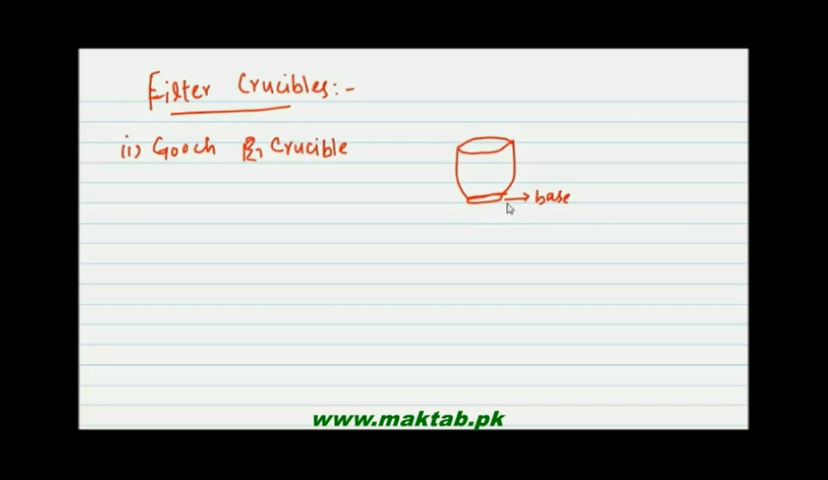 Filter Crucibles:-
(i) Gooch Crucible
→ base
www.maktab.pk